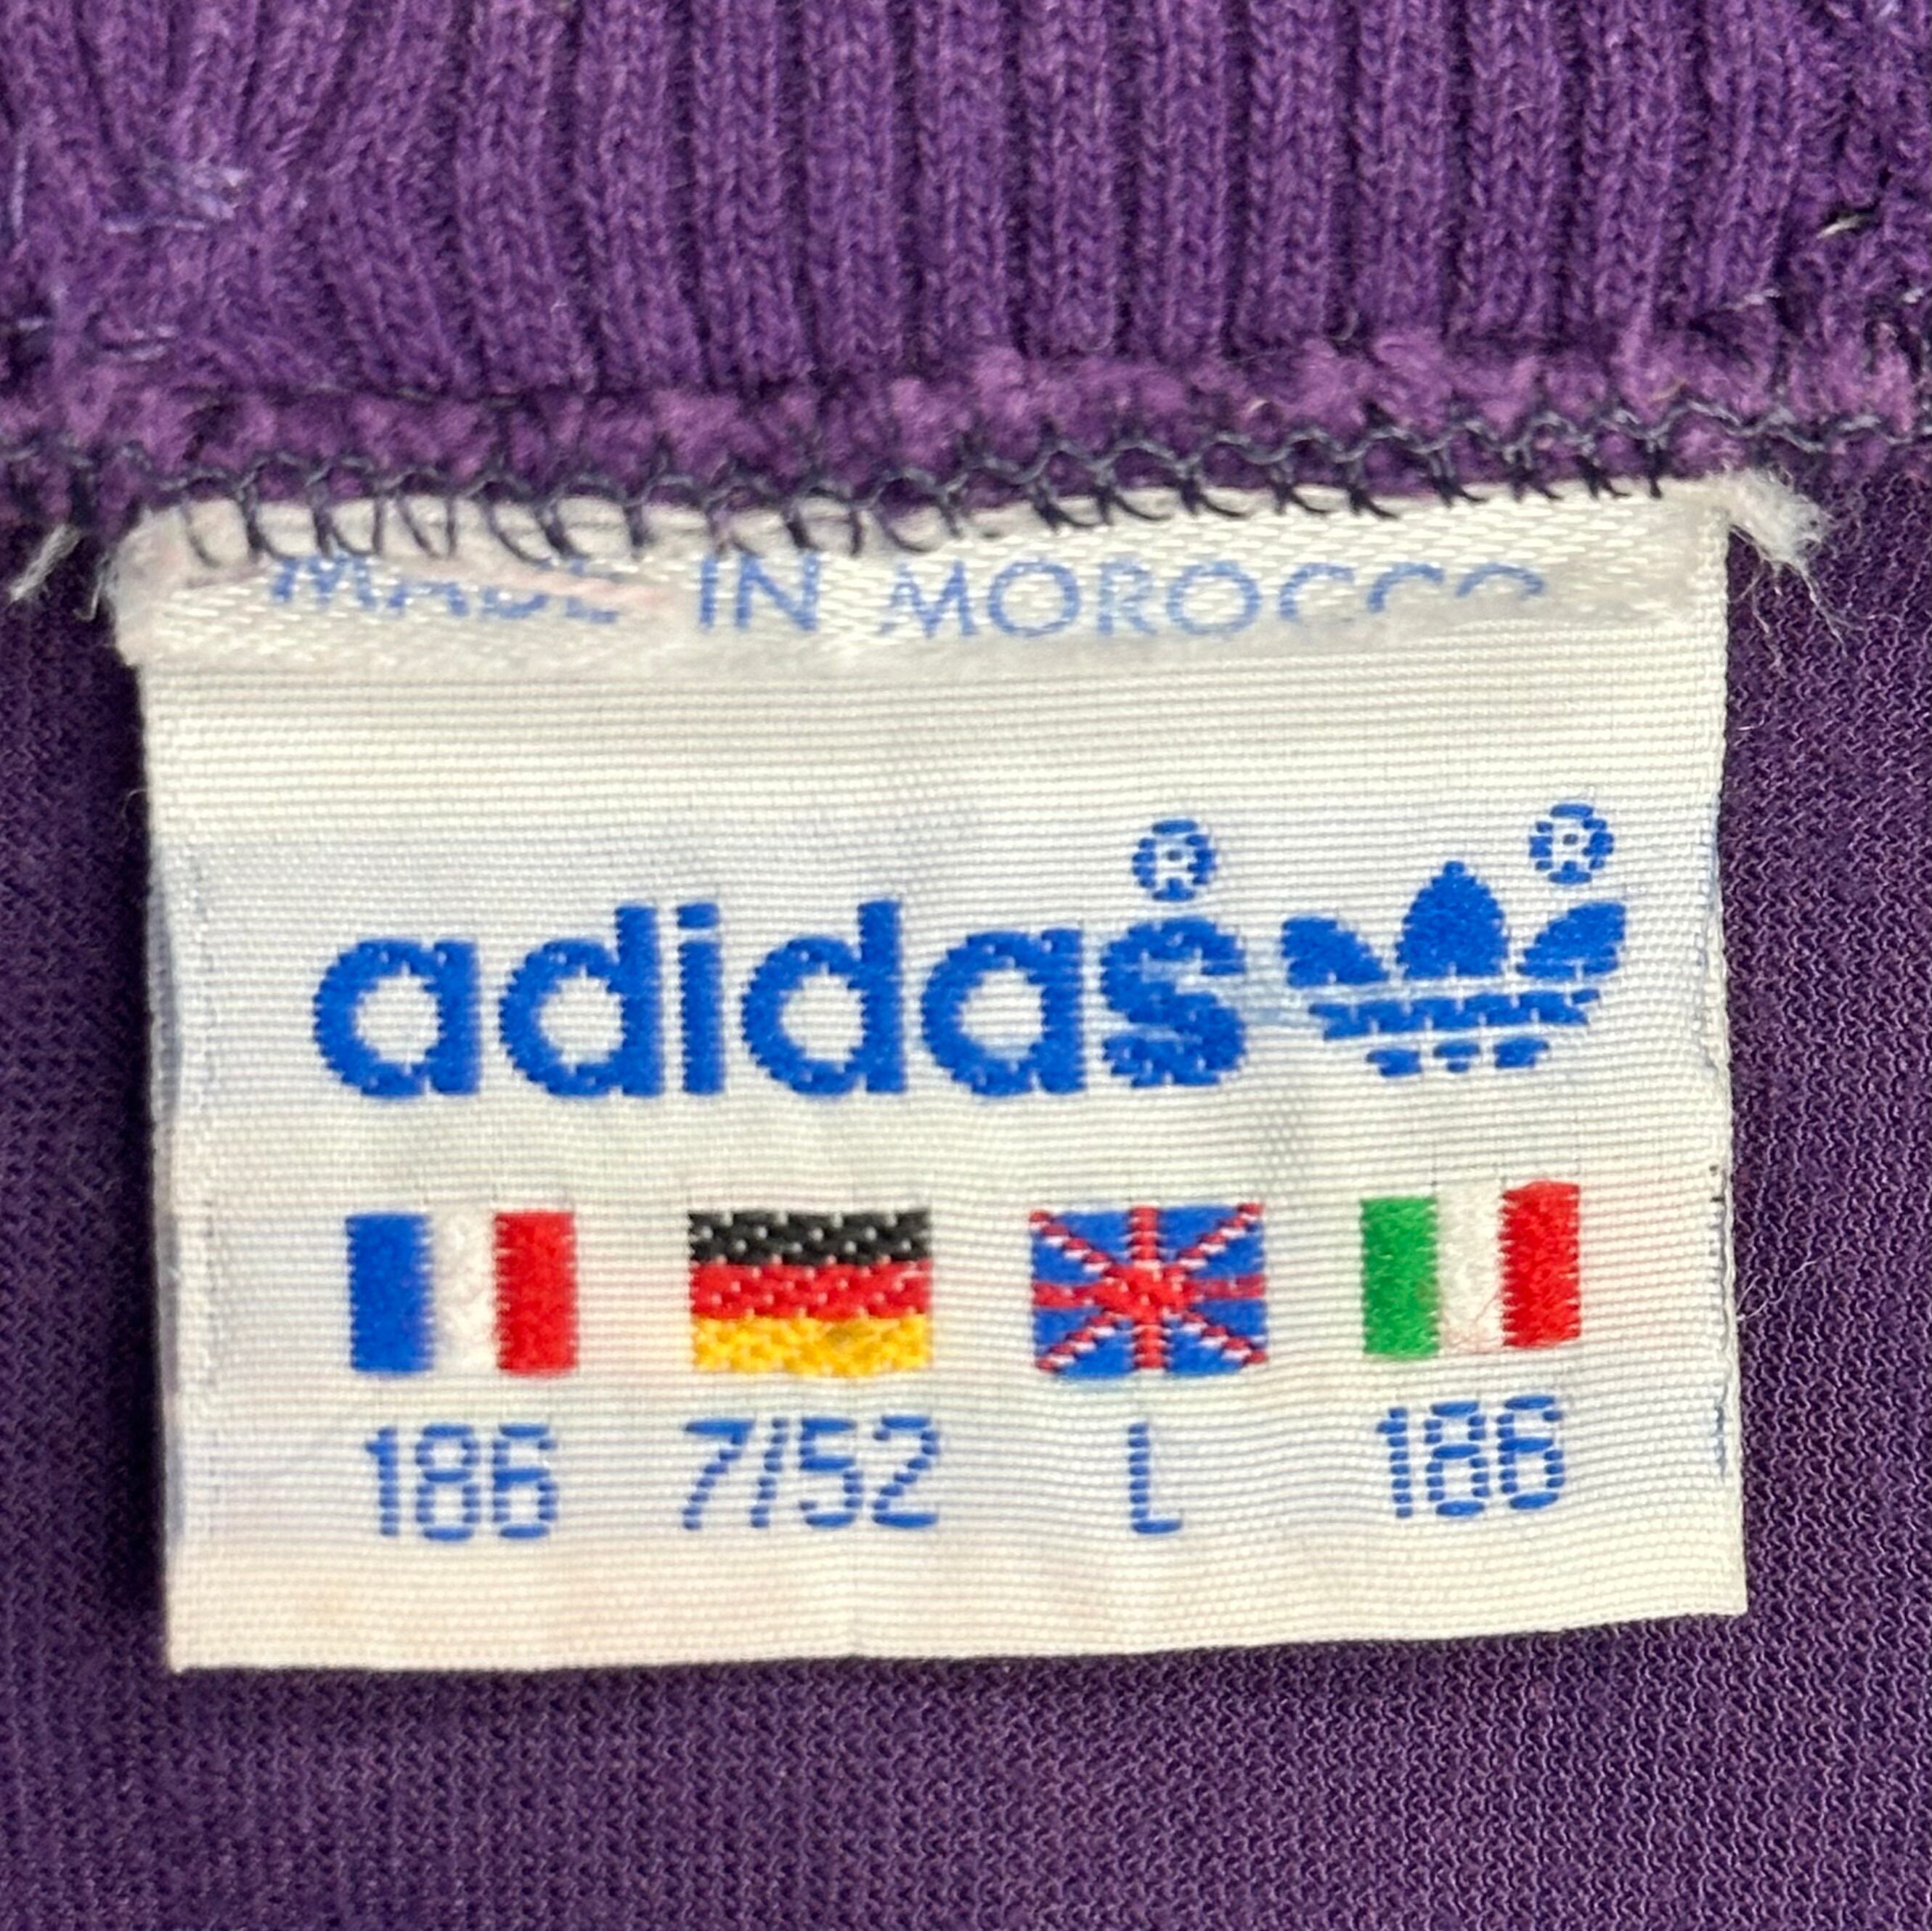 MADE IN MOROCCO
adidas® ®
186 7/52 L 186